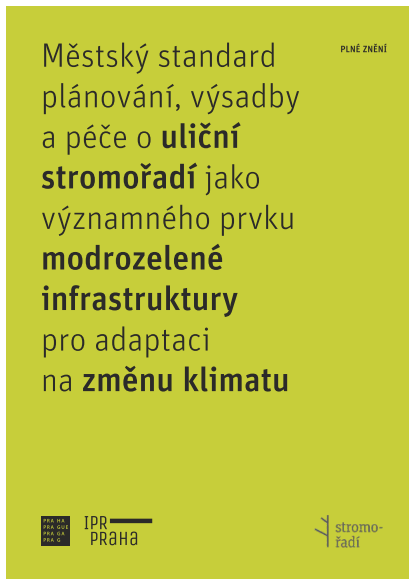 Městský standard
plánování, výsadby
a péče o uliční
stromořadí jako
významného prvku
modrozelené
infrastruktury
pro adaptaci
na změnu klimatu
PLNÉ ZNĚNÍ
PRA HA
PRA GUE
PRA GA
PRA G
IPR
PRAHA
stromo-
řadí